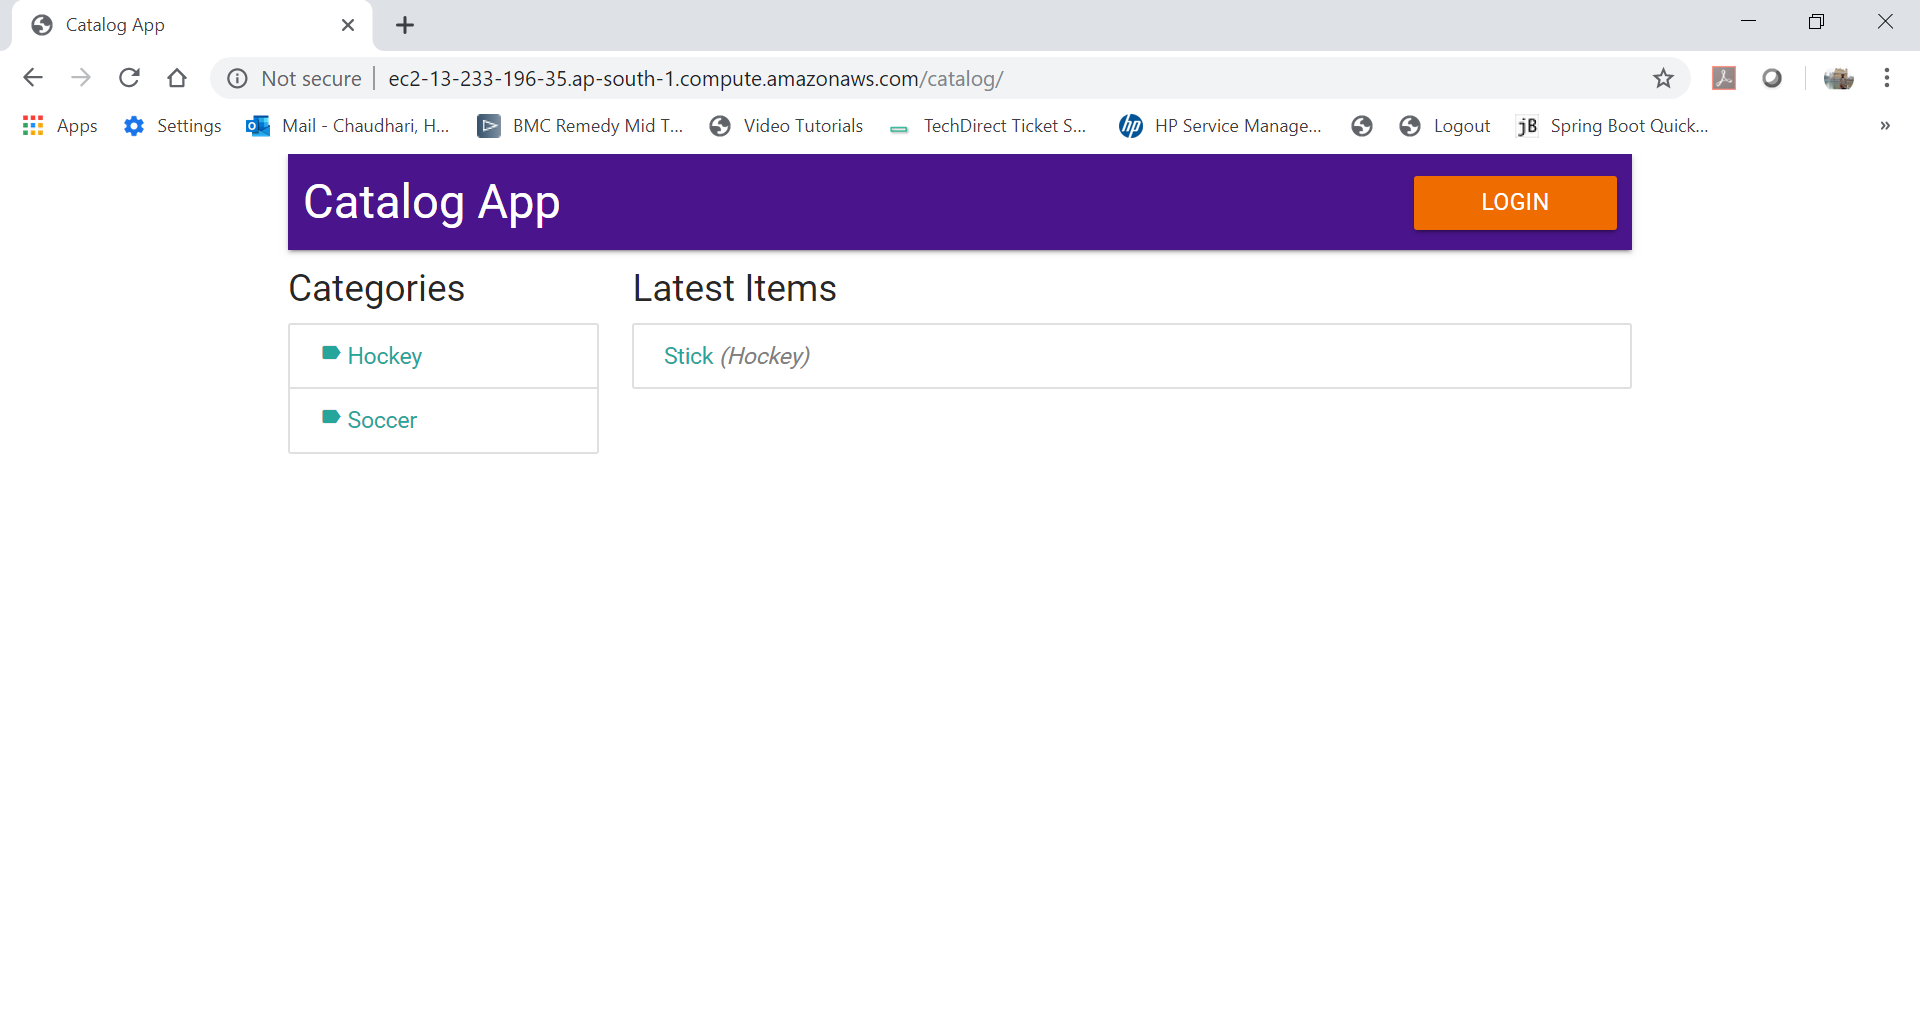 Catalog App
Not secure | ec2-13-233-196-35.ap-south-1.compute.amazonaws.com/catalog/
Apps Settings Mail - Chaudhari, H... BMC Remedy Mid T... Video Tutorials TechDirect Ticket S... hp HP Service Manage... Logout jB Spring Boot Quick... »
Catalog App LOGIN
Categories
Hockey
Soccer
Latest Items
Stick (Hockey)